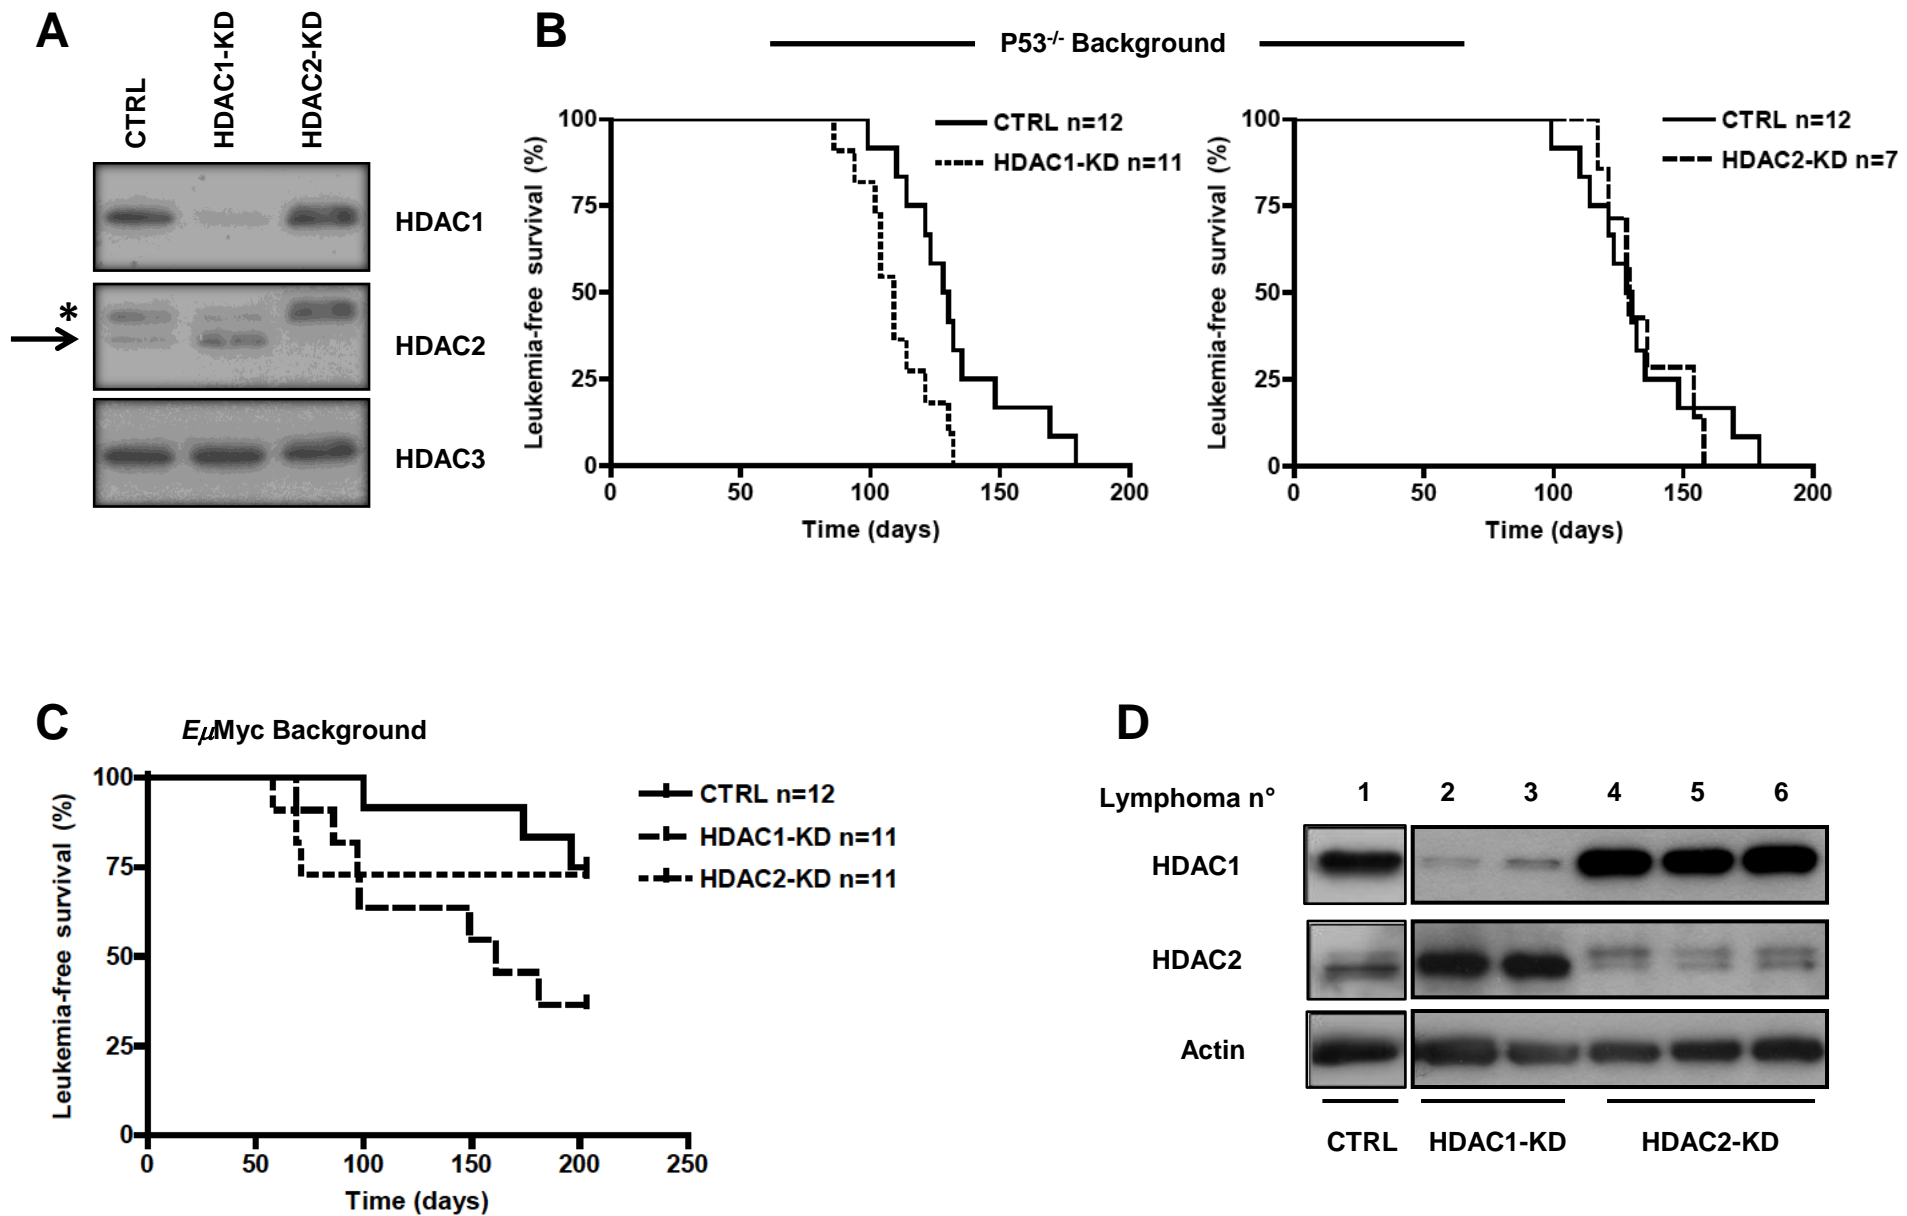 A
CTRL
HDAC1-KD
HDAC2-KD
HDAC1
*
HDAC2
HDAC3
B
P53-/- Background
Leukemia-free survival (%)
100
75
50
25
0
0 50 100 150 200
Time (days)
CTRL n=12
HDAC1-KD n=11
Leukemia-free survival (%)
100
75
50
25
0
0 50 100 150 200
Time (days)
CTRL n=12
HDAC2-KD n=7
C
EμMyc Background
Leukemia-free survival (%)
100
75
50
25
0
0 50 100 150 200 250
Time (days)
CTRL n=12
HDAC1-KD n=11
HDAC2-KD n=11
D
Lymphoma n° 1 2 3 4 5 6
HDAC1
HDAC2
Actin
CTRL HDAC1-KD HDAC2-KD